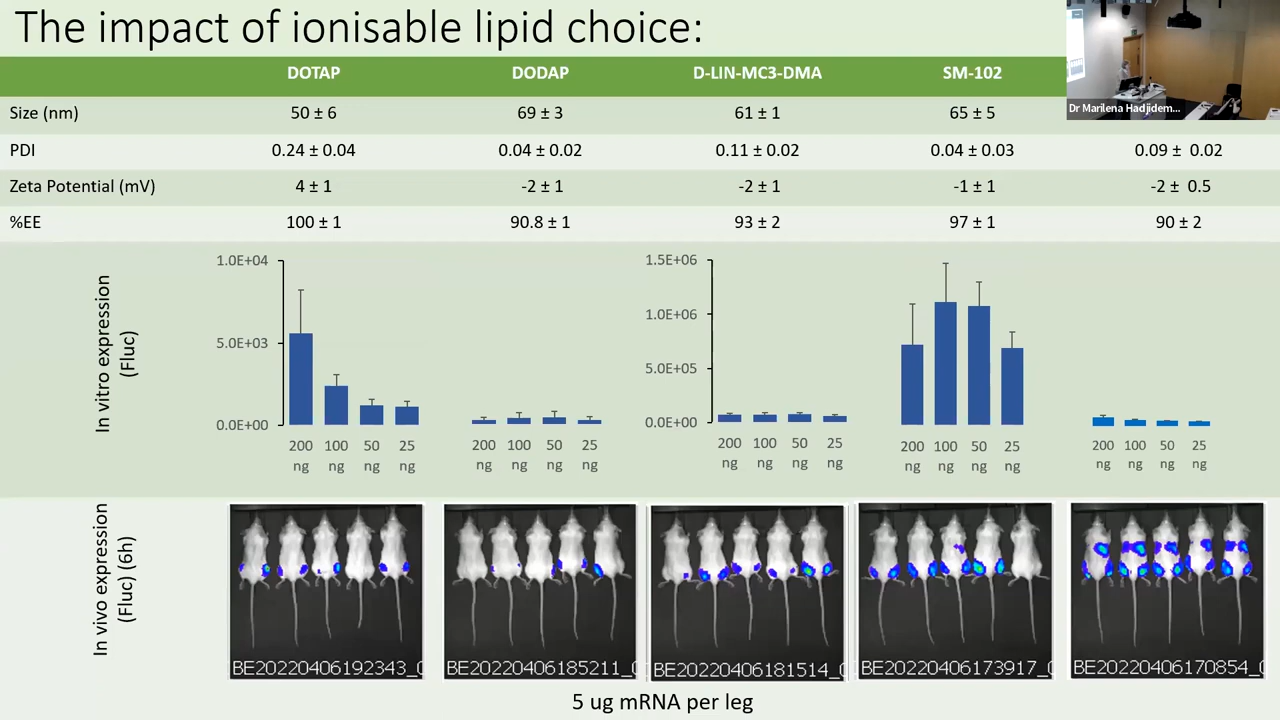 The impact of ionisable lipid choice:
DOTAP DODAP D-LIN-MC3-DMA SM-102
Dr Marilena Hadjidem...
Size (nm) 50 ± 6 69 ± 3 61 ± 1 65 ± 5
PDI 0.24 ± 0.04 0.04 ± 0.02 0.11 ± 0.02 0.04 ± 0.03 0.09 ± 0.02
Zeta Potential (mV) 4 ± 1 -2 ± 1 -2 ± 1 -1 ± 1 -2 ± 0.5
%EE 100 ± 1 90.8 ± 1 93 ± 2 97 ± 1 90 ± 2
In vitro expression
(Fluc)
1.0E+04
5.0E+03
0.0E+00
200 100 50 25
ng ng ng ng
200 100 50 25
ng ng ng ng
1.5E+06
1.0E+06
5.0E+05
0.0E+00
200 100 50 25
ng ng ng ng
200 100 50 25
ng ng ng ng
200 100 50 25
ng ng ng ng
In vivo expression
(Fluc) (6h)
BE20220406192343_0 BE20220406185211_0 BE20220406181514_0 BE20220406173917_0 BE20220406170854_0
5 ug mRNA per leg